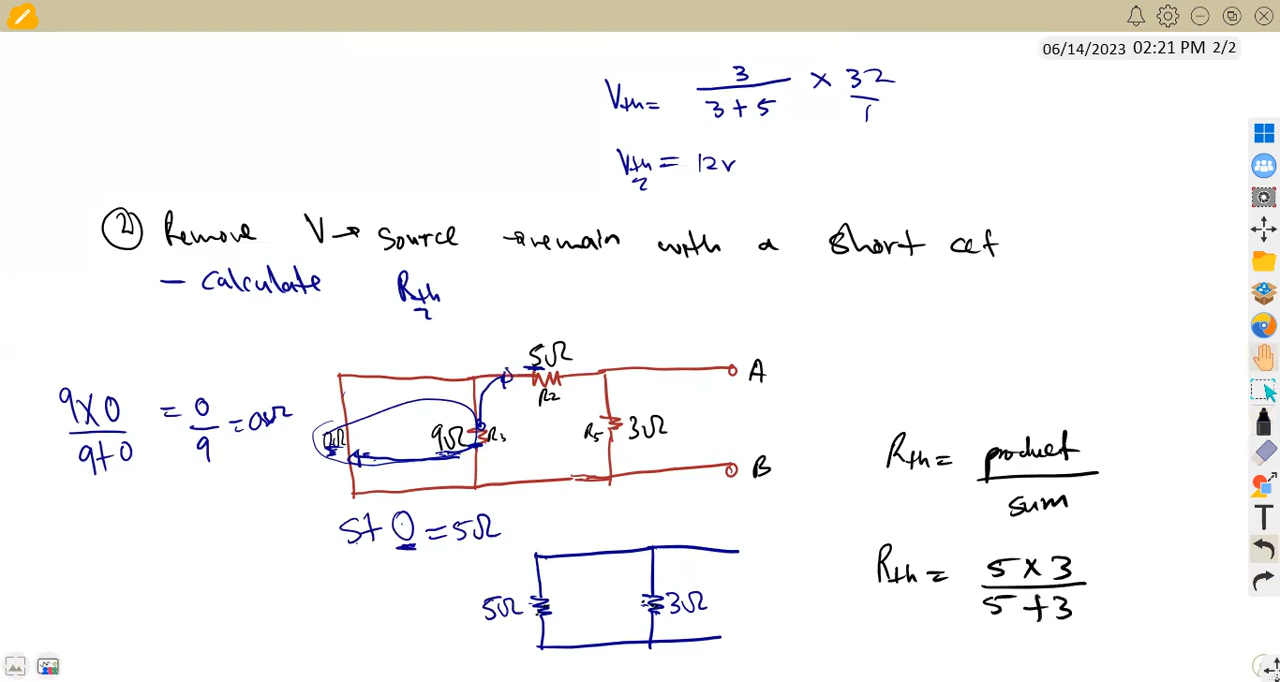 06/14/2023 02:21 PM 2/2
Vth= 3/(3+5) × 32/1
Vth = 12v
② Remove V→ source → remain with a short cct
– calculate Rth
5Ω
R2
A
9×0/(9+0) = 0/9 = 0Ω
0Ω
9Ω
R3
R5
3Ω
B
Rth= product/sum
5+0=5Ω
Rth= 5×3/(5+3)
5Ω
3Ω
T